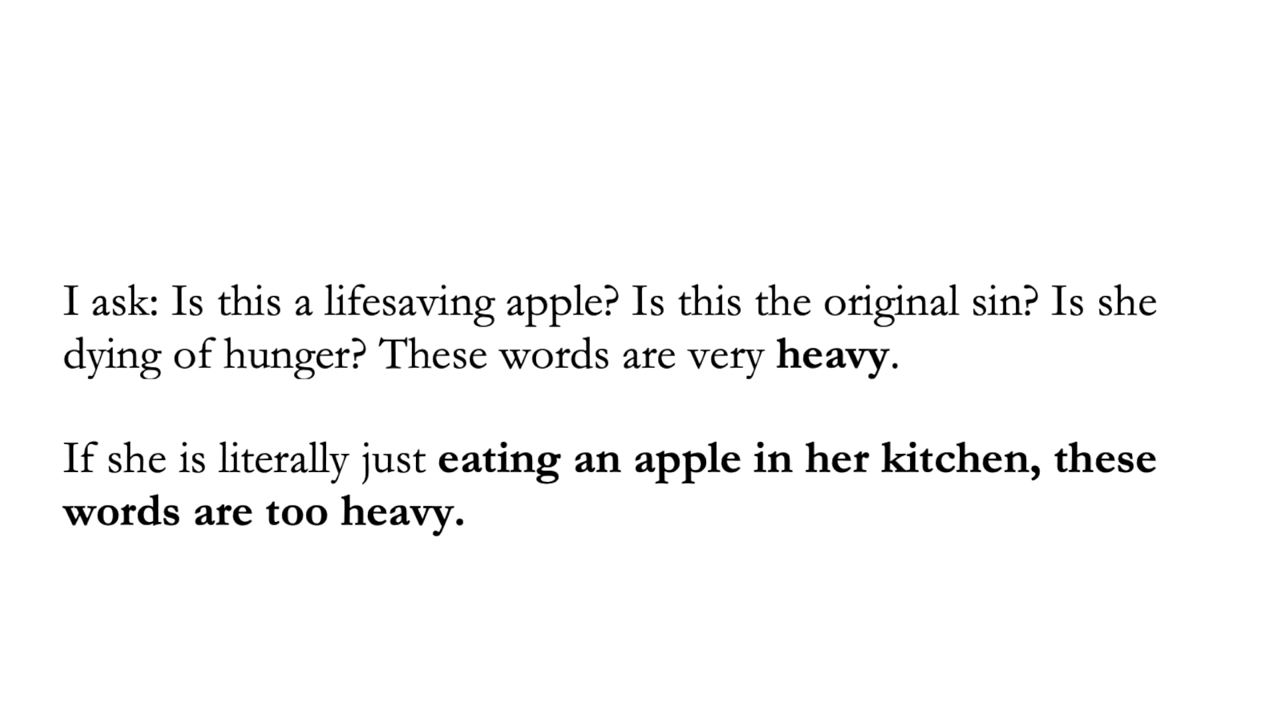 I ask: Is this a lifesaving apple? Is this the original sin? Is she
dying of hunger? These words are very heavy.
If she is literally just eating an apple in her kitchen, these
words are too heavy.